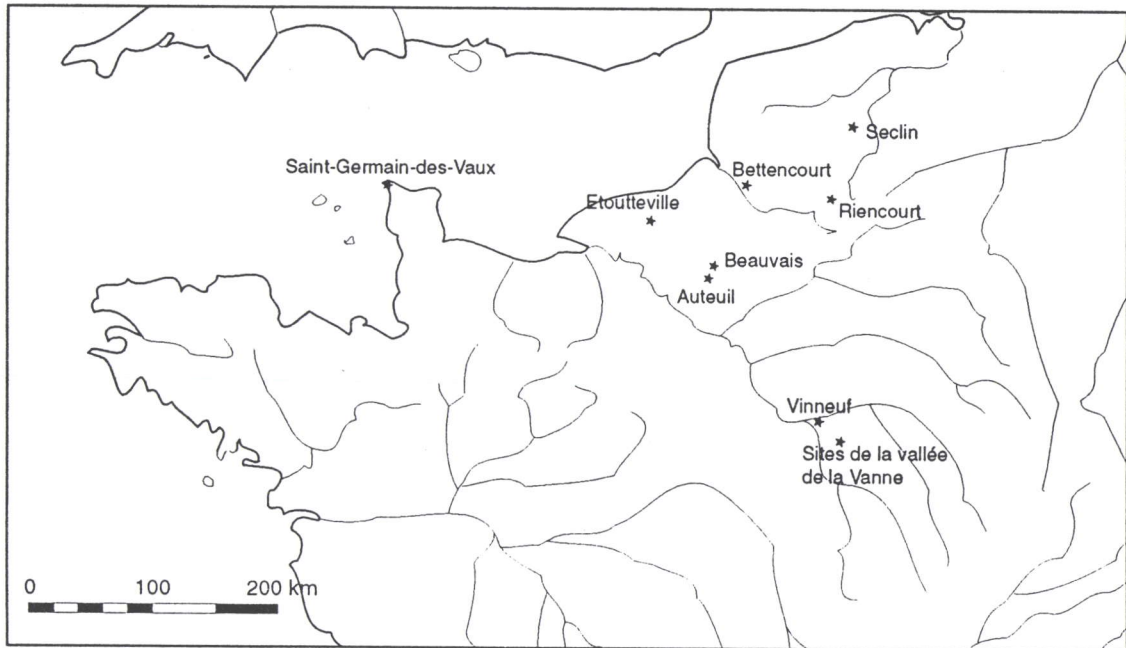 Seclin
Saint-Germain-des-Vaux
Bettencourt
Etoutteville
Riencourt
Beauvais
Auteuil
Vinneuf
Sites de la vallée
de la Vanne
0 100 200 km